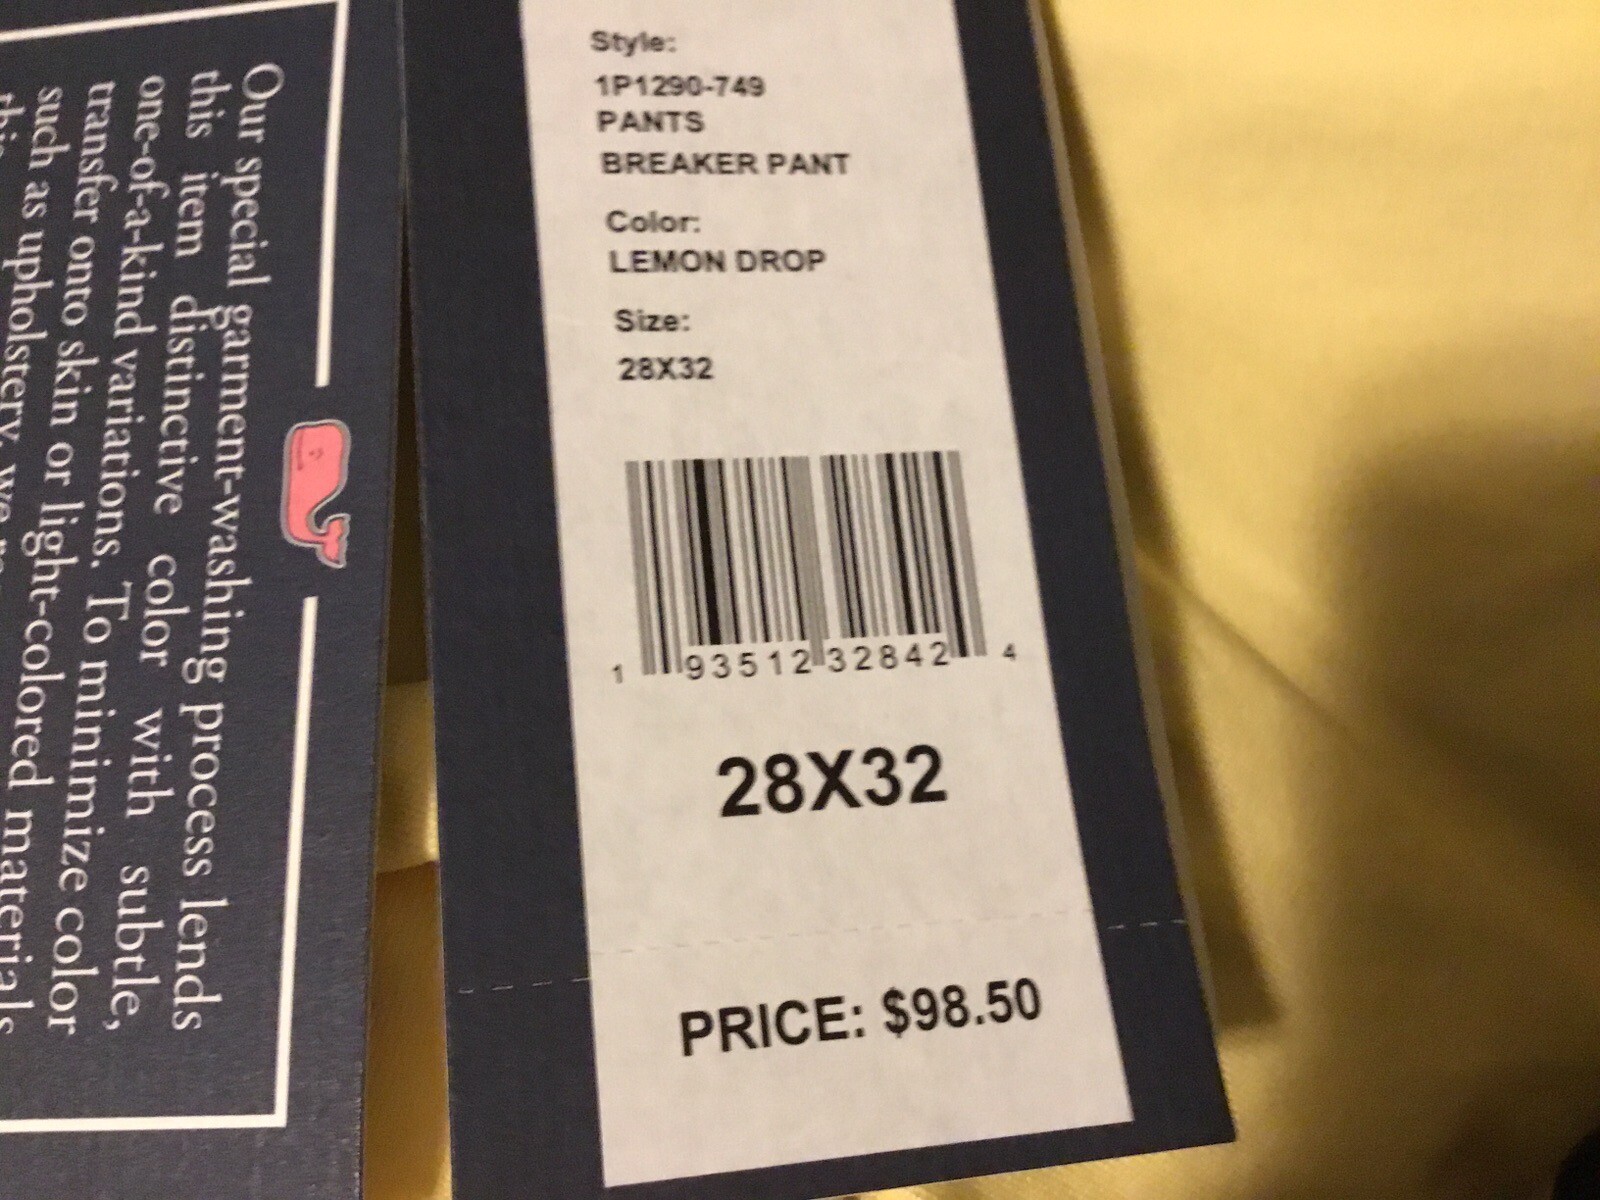 Our special garment-washing process lends
this item distinctive color with subtle,
one-of-a-kind variations. To minimize color
transfer onto skin or light-colored materials
such as upholstery, we
this
Style:
1P1290-749
PANTS
BREAKER PANT
Color:
LEMON DROP
Size:
28X32
1 93512 32842 4
28X32
PRICE: $98.50